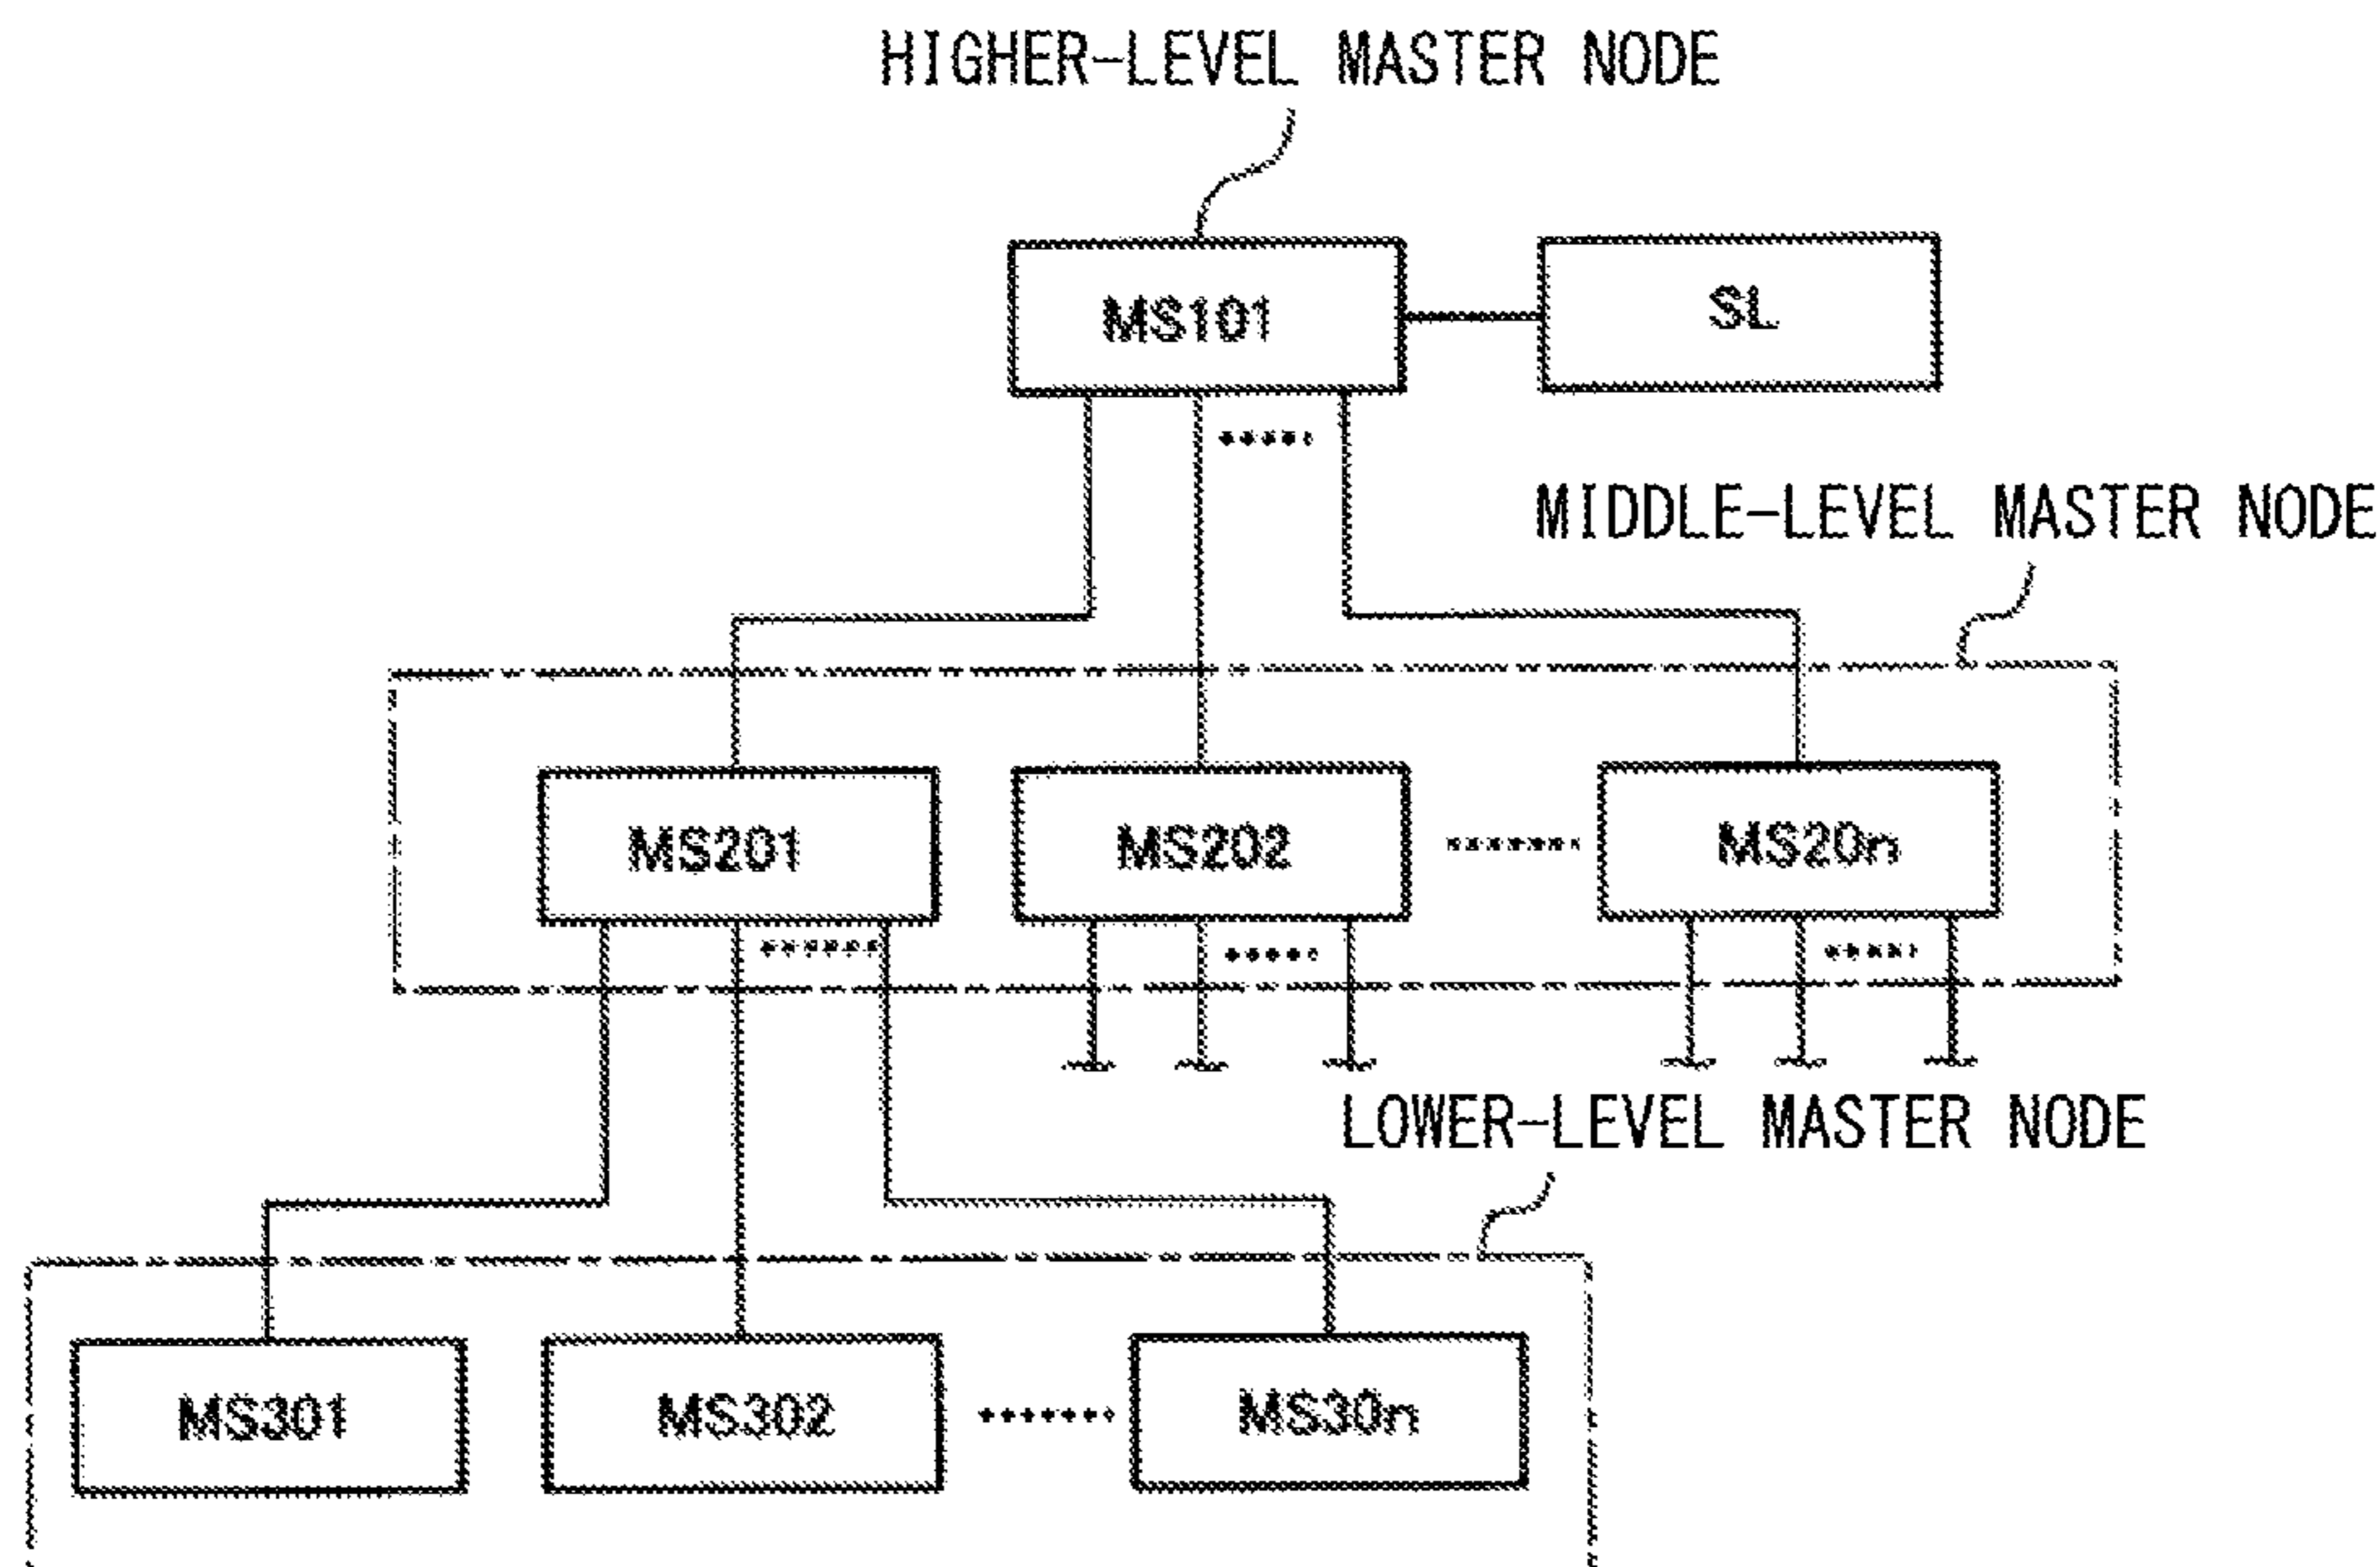 HIGHER-LEVEL MASTER NODE
MS101
SL
MIDDLE-LEVEL MASTER NODE
MS201
MS202
MS20n
LOWER-LEVEL MASTER NODE
MS301
MS302
MS30n